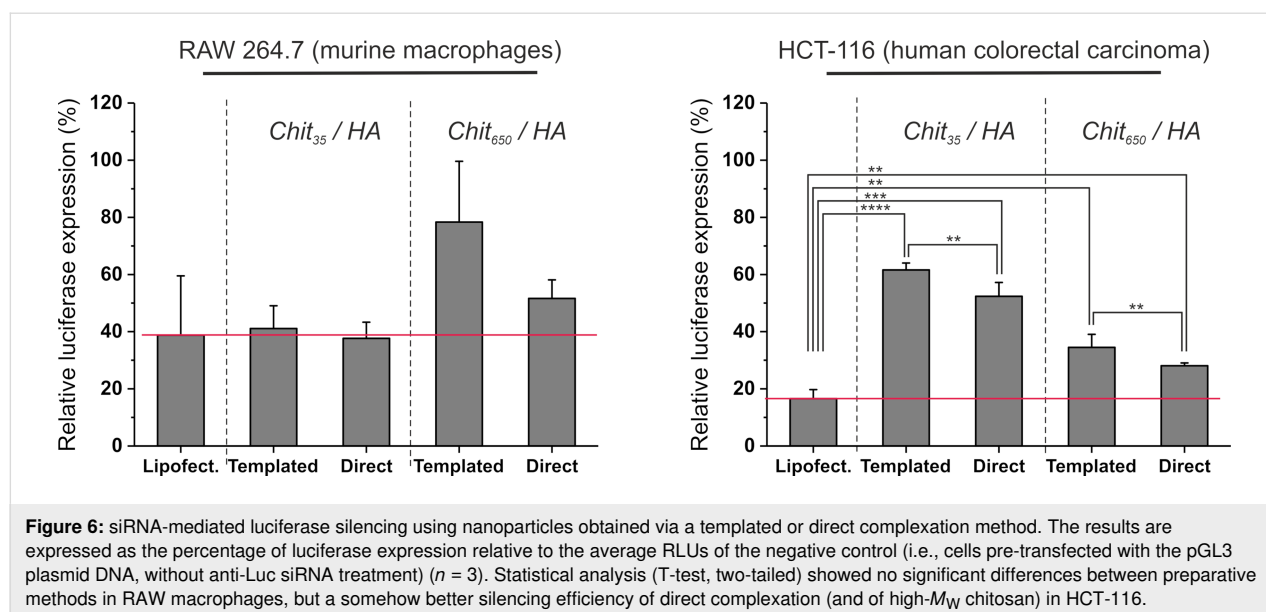 RAW 264.7 (murine macrophages)
Relative luciferase expression (%)
120
100
80
60
40
20
0
Chit35 / HA
Chit650 / HA
Lipofect.
Templated
Direct
Templated
Direct
HCT-116 (human colorectal carcinoma)
Relative luciferase expression (%)
120
100
80
60
40
20
0
Chit35 / HA
Chit650 / HA
**
**
***
****
**
**
Lipofect.
Templated
Direct
Templated
Direct
Figure 6: siRNA-mediated luciferase silencing using nanoparticles obtained via a templated or direct complexation method. The results are
expressed as the percentage of luciferase expression relative to the average RLUs of the negative control (i.e., cells pre-transfected with the pGL3
plasmid DNA, without anti-Luc siRNA treatment) (n = 3). Statistical analysis (T-test, two-tailed) showed no significant differences between preparative
methods in RAW macrophages, but a somehow better silencing efficiency of direct complexation (and of high-MW chitosan) in HCT-116.